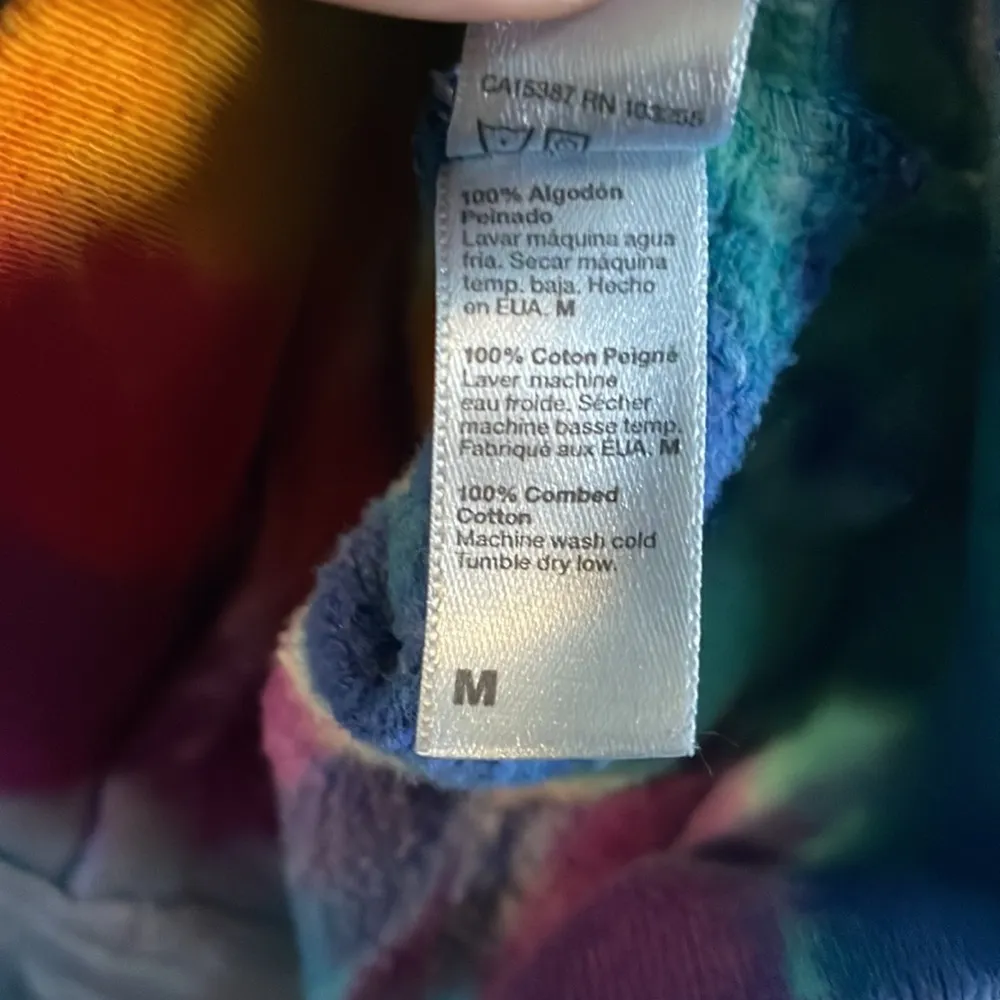 CA15387 RN 103255
100% Algodón
Peinado
Lavar máquina agua
fría. Secar máquina
temp. baja. Hecho
en EUA. M
100% Coton Peigné
Laver machine
eau froide. Sécher
machine basse temp.
Fabriqué aux ÉUA. M
100% Combed
Cotton
Machine wash cold
Tumble dry low.
M